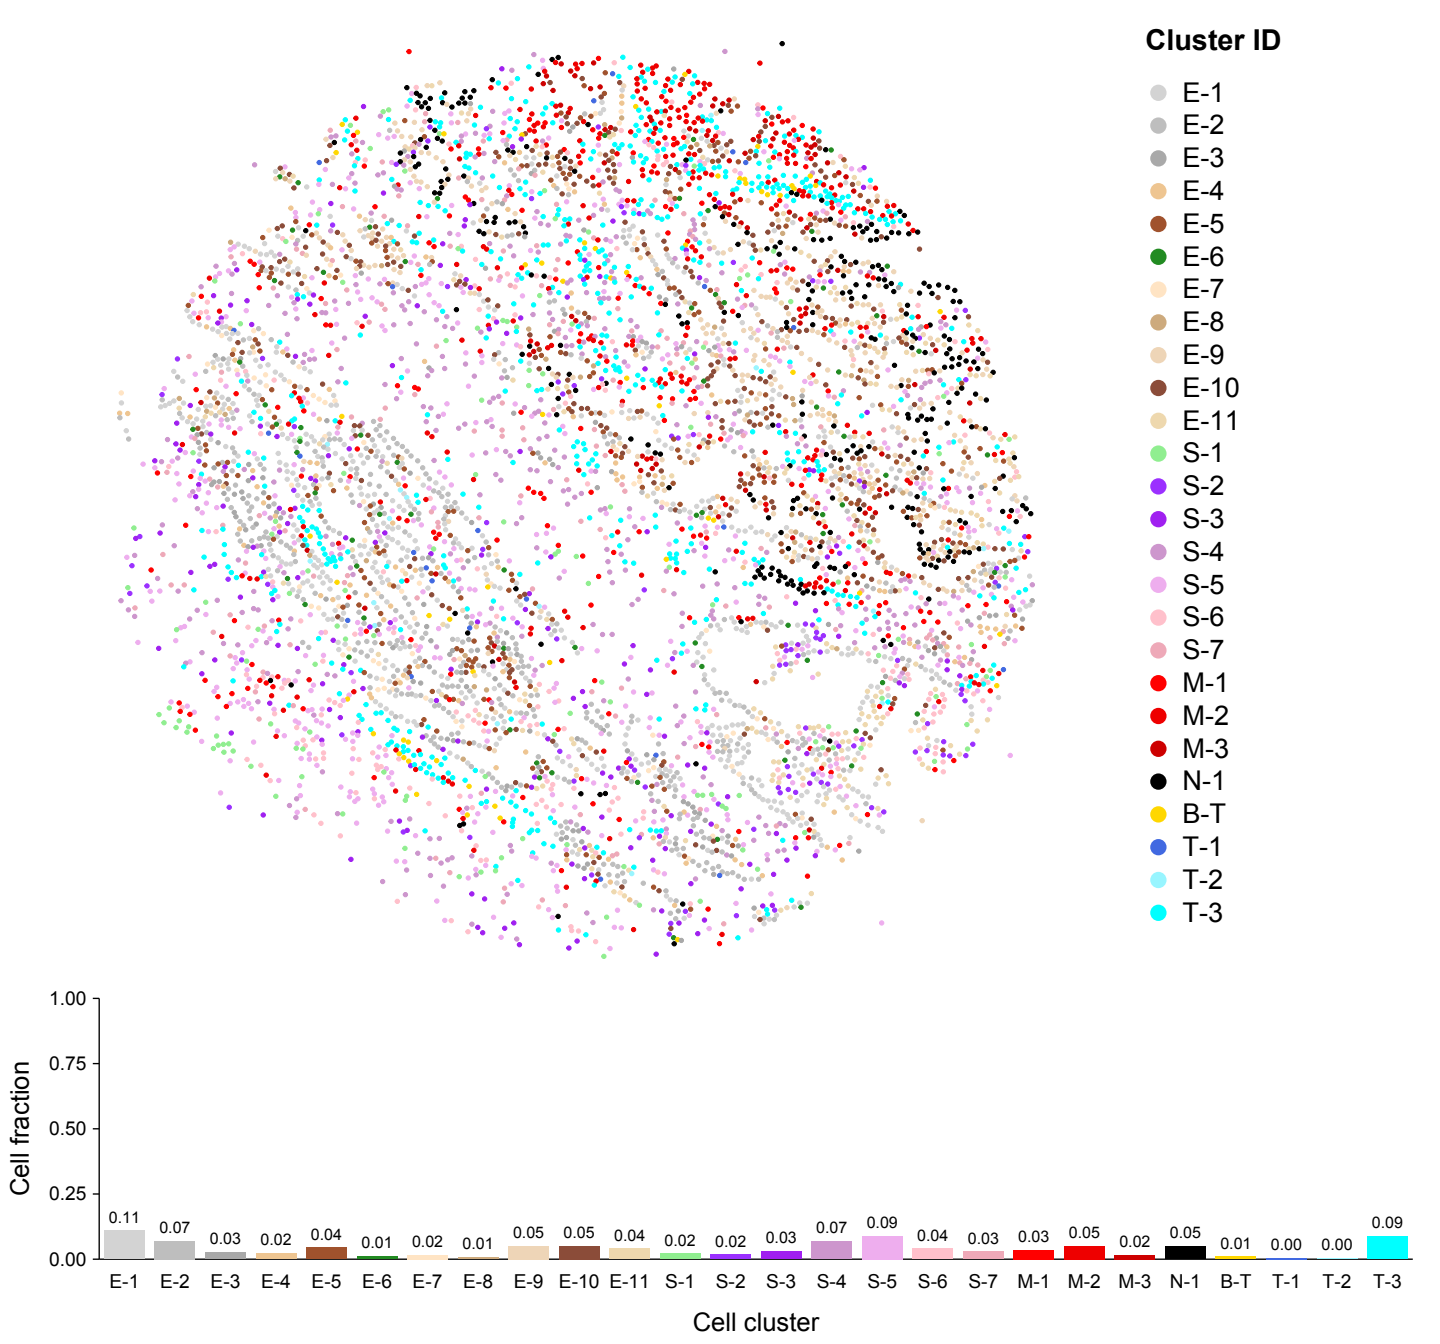 Cluster ID
E-1
E-2
E-3
E-4
E-5
E-6
E-7
E-8
E-9
E-10
E-11
S-1
S-2
S-3
S-4
S-5
S-6
S-7
M-1
M-2
M-3
N-1
B-T
T-1
T-2
T-3
1.00
0.75
0.50
0.25
0.00
Cell fraction
0.11 0.07 0.03 0.02 0.04 0.01 0.02 0.01 0.05 0.05 0.04 0.02 0.02 0.03 0.07 0.09 0.04 0.03 0.03 0.05 0.02 0.05 0.01 0.00 0.00 0.09
E-1 E-2 E-3 E-4 E-5 E-6 E-7 E-8 E-9 E-10 E-11 S-1 S-2 S-3 S-4 S-5 S-6 S-7 M-1 M-2 M-3 N-1 B-T T-1 T-2 T-3
Cell cluster